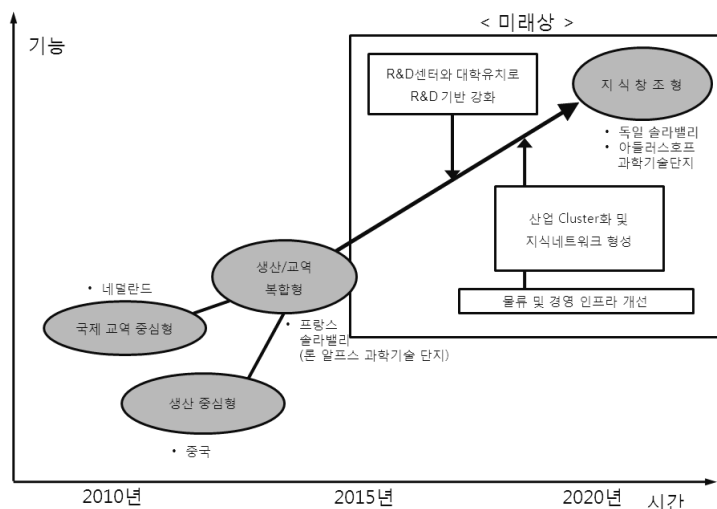 < 미래상 >
기능
R&D센터와 대학유치로
R&D 기반 강화
지 식 창 조 형
• 독일 솔라밸리
• 아들러스호프
과학기술단지
산업 Cluster화 및
지식네트워크 형성
물류 및 경영 인프라 개선
생산/교역
복합형
• 네덜란드
국제 교역 중심형
• 프랑스
솔라밸리
(론 알프스 과학기술 단지)
생산 중심형
• 중국
2010년
2015년
2020년
시간